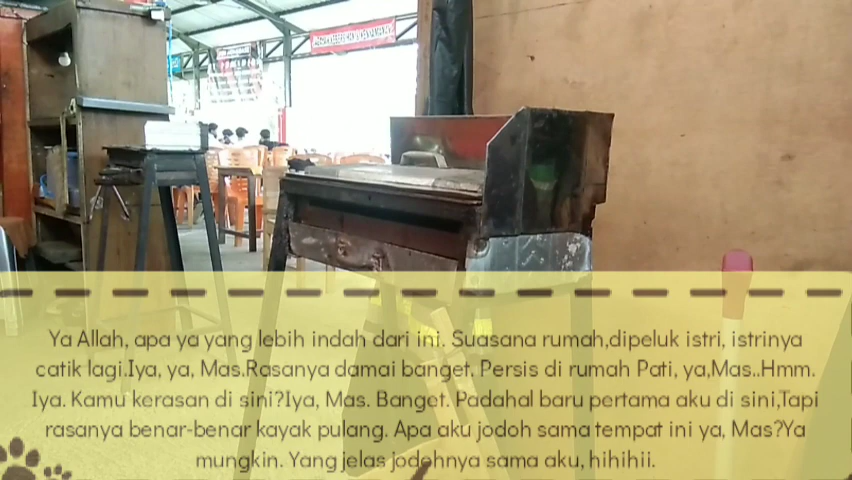 Ya Allah, apa ya yang lebih indah dari ini. Suasana rumah,dipeluk istri, istrinya
catik lagi.Iya, ya, Mas.Rasanya damai banget. Persis di rumah Pati, ya,Mas..Hmm.
Iya. Kamu kerasan di sini?Iya, Mas. Banget. Padahal baru pertama aku di sini,Tapi
rasanya benar-benar kayak pulang. Apa aku jodoh sama tempat ini ya, Mas?Ya
mungkin. Yang jelas jodehnya sama aku, hihihii.